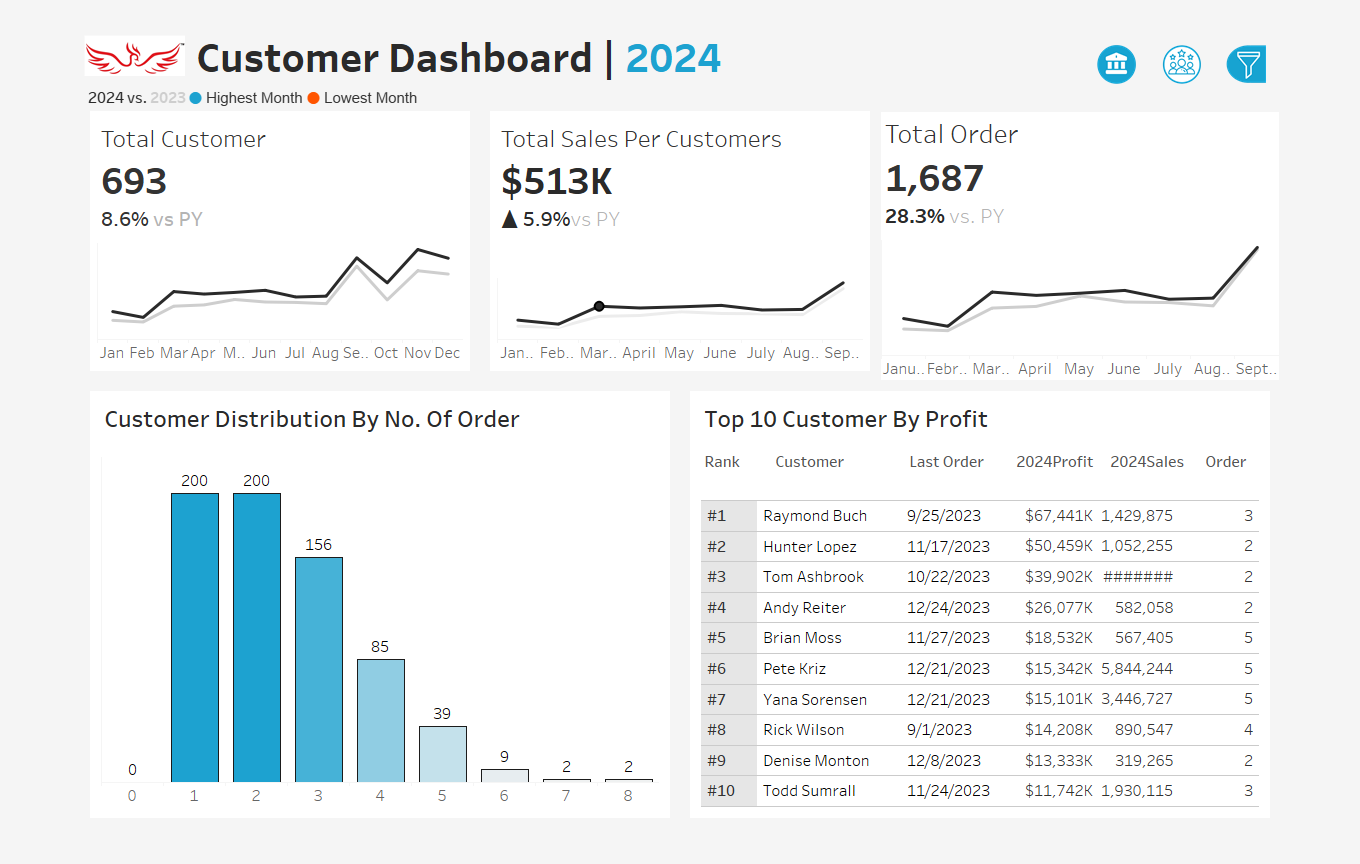 Customer Dashboard | 2024
2024 vs. 2023 Highest Month Lowest Month
Total Customer
693
8.6% vs PY
Jan Feb Mar Apr M.. Jun Jul Aug Se.. Oct Nov Dec
Total Sales Per Customers
$513K
▲ 5.9%vs PY
Jan.. Feb.. Mar.. April May June July Aug.. Sep..
Total Order
1,687
28.3% vs. PY
Janu.. Febr.. Mar.. April May June July Aug.. Sept..
Customer Distribution By No. Of Order
0 200 200 156 85 39 9 2 2
0 1 2 3 4 5 6 7 8
Top 10 Customer By Profit
Rank Customer Last Order 2024Profit 2024Sales Order
#1 Raymond Buch 9/25/2023 $67,441K 1,429,875 3
#2 Hunter Lopez 11/17/2023 $50,459K 1,052,255 2
#3 Tom Ashbrook 10/22/2023 $39,902K ####### 2
#4 Andy Reiter 12/24/2023 $26,077K 582,058 2
#5 Brian Moss 11/27/2023 $18,532K 567,405 5
#6 Pete Kriz 12/21/2023 $15,342K 5,844,244 5
#7 Yana Sorensen 12/21/2023 $15,101K 3,446,727 5
#8 Rick Wilson 9/1/2023 $14,208K 890,547 4
#9 Denise Monton 12/8/2023 $13,333K 319,265 2
#10 Todd Sumrall 11/24/2023 $11,742K 1,930,115 3